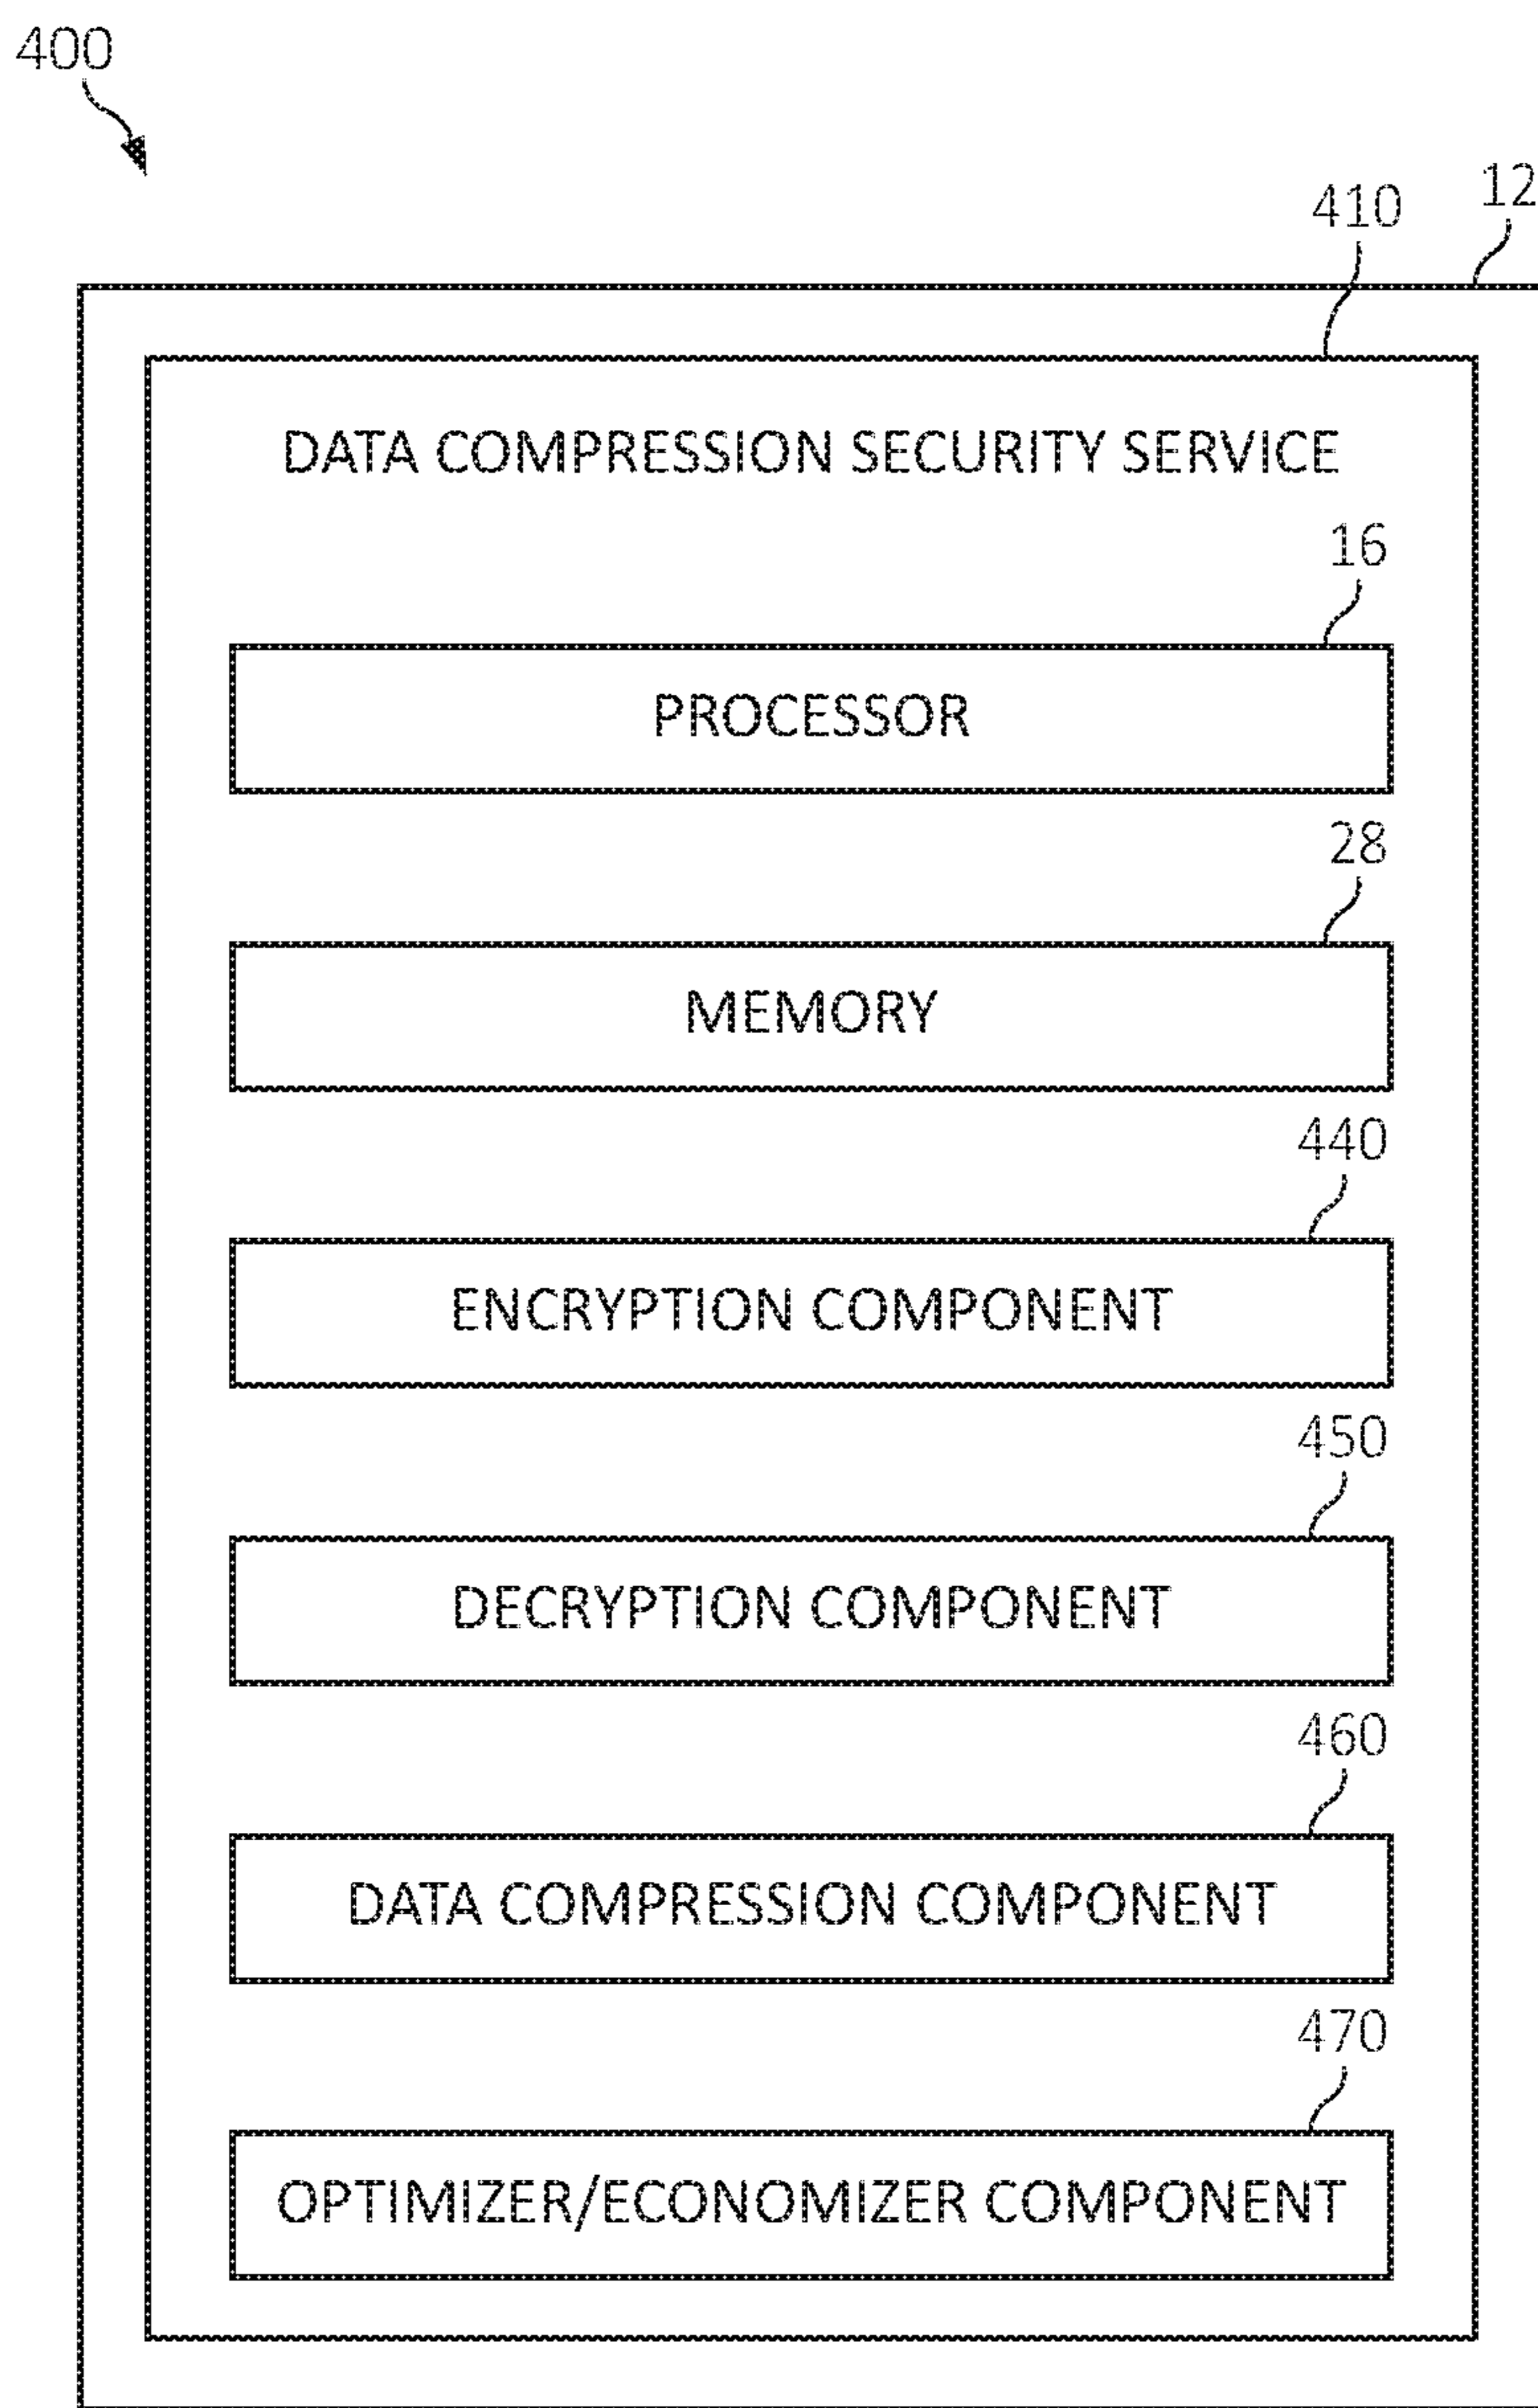 400
12
410
DATA COMPRESSION SECURITY SERVICE
16
PROCESSOR
28
MEMORY
440
ENCRYPTION COMPONENT
450
DECRYPTION COMPONENT
460
DATA COMPRESSION COMPONENT
470
OPTIMIZER/ECONOMIZER COMPONENT